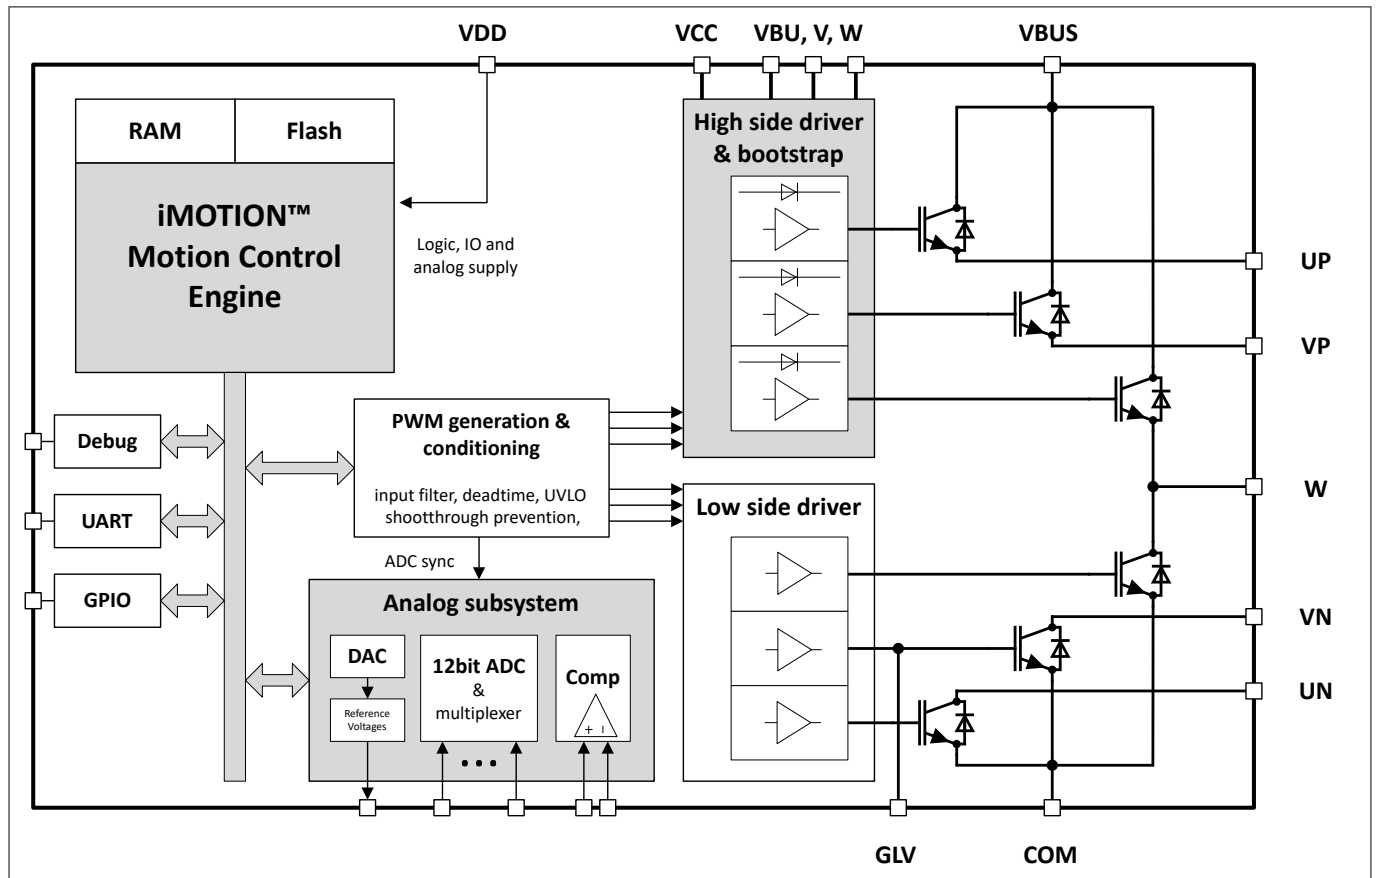 VDD
VCC
VBU, V, W
VBUS
RAM
Flash
iMOTION™
Motion Control
Engine
Logic, IO and
analog supply
High side driver
& bootstrap
UP
VP
W
VN
UN
Debug
UART
GPIO
PWM generation &
conditioning
input filter, deadtime, UVLO
shootthrough prevention,
ADC sync
Low side driver
Analog subsystem
DAC
Reference
Voltages
12bit ADC
&
multiplexer
• • •
Comp
+ −
GLV
COM